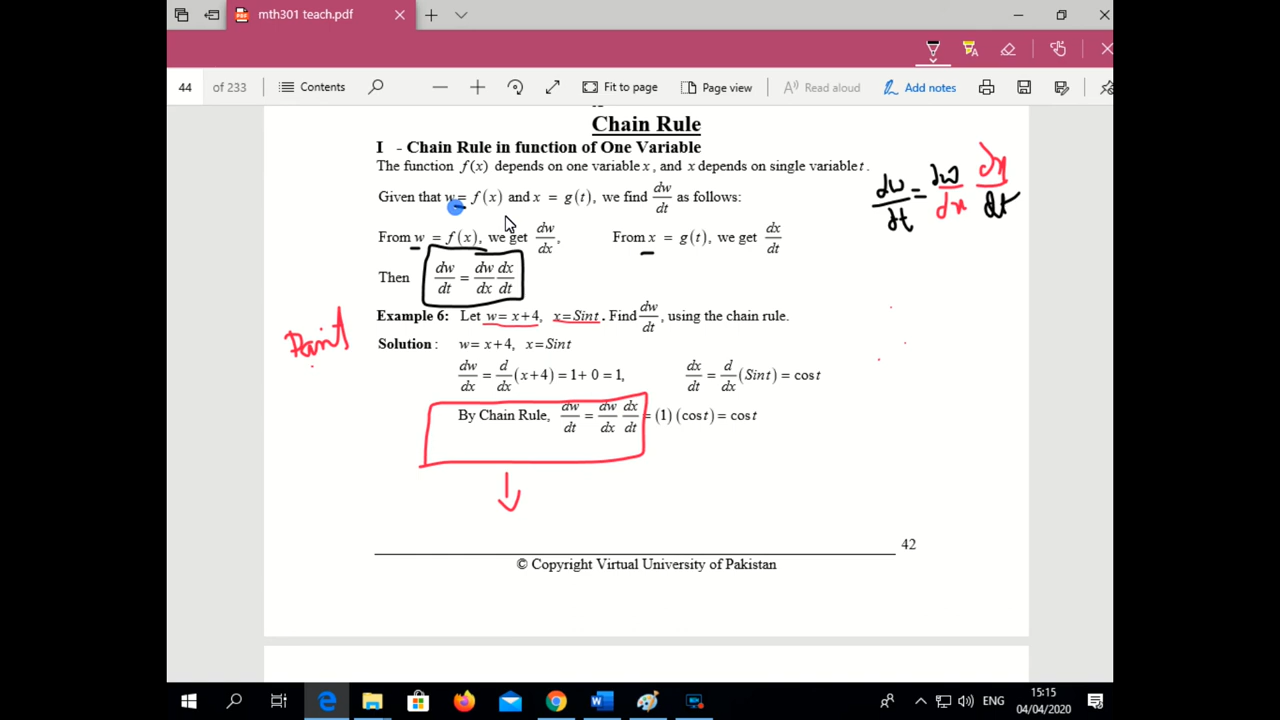 mth301 teach.pdf
44 of 233 Contents Fit to page Page view Read aloud Add notes
Chain Rule
I - Chain Rule in function of One Variable
The function f(x) depends on one variable x, and x depends on single variable t.
Given that w = f(x) and x = g(t), we find dw/dt as follows:
From w = f(x), we get dw/dx, From x = g(t), we get dx/dt
Then dw/dt = dw/dx dx/dt
dw/dt = dw/dx dx/dt
Example 6: Let w= x+4, x=Sint. Find dw/dt, using the chain rule.
Solution: w= x+4, x=Sint
dw/dx = d/dx (x+4) = 1+ 0 = 1, dx/dt = d/dx (Sint) = cost
By Chain Rule, dw/dt = dw/dx dx/dt = (1)(cost) = cost
42
© Copyright Virtual University of Pakistan
ENG
15:15
04/04/2020